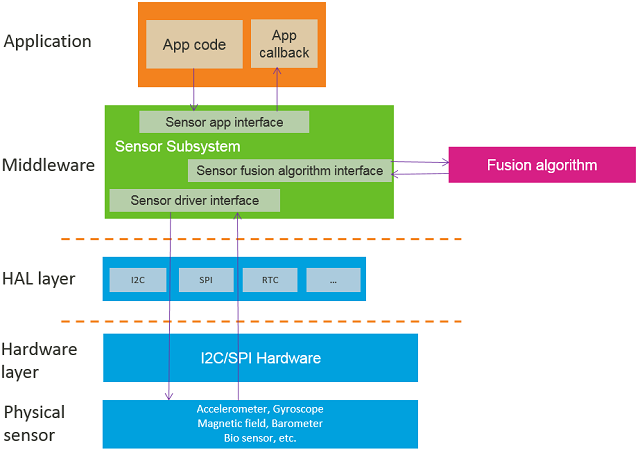 Application
App code
App
callback
Middleware
Sensor app interface
Sensor Subsystem
Sensor fusion algorithm interface
Sensor driver interface
Fusion algorithm
HAL layer
I2C
SPI
RTC
...
Hardware
layer
I2C/SPI Hardware
Physical
sensor
Accelerometer, Gyroscope
Magnetic field, Barometer
Bio sensor, etc.